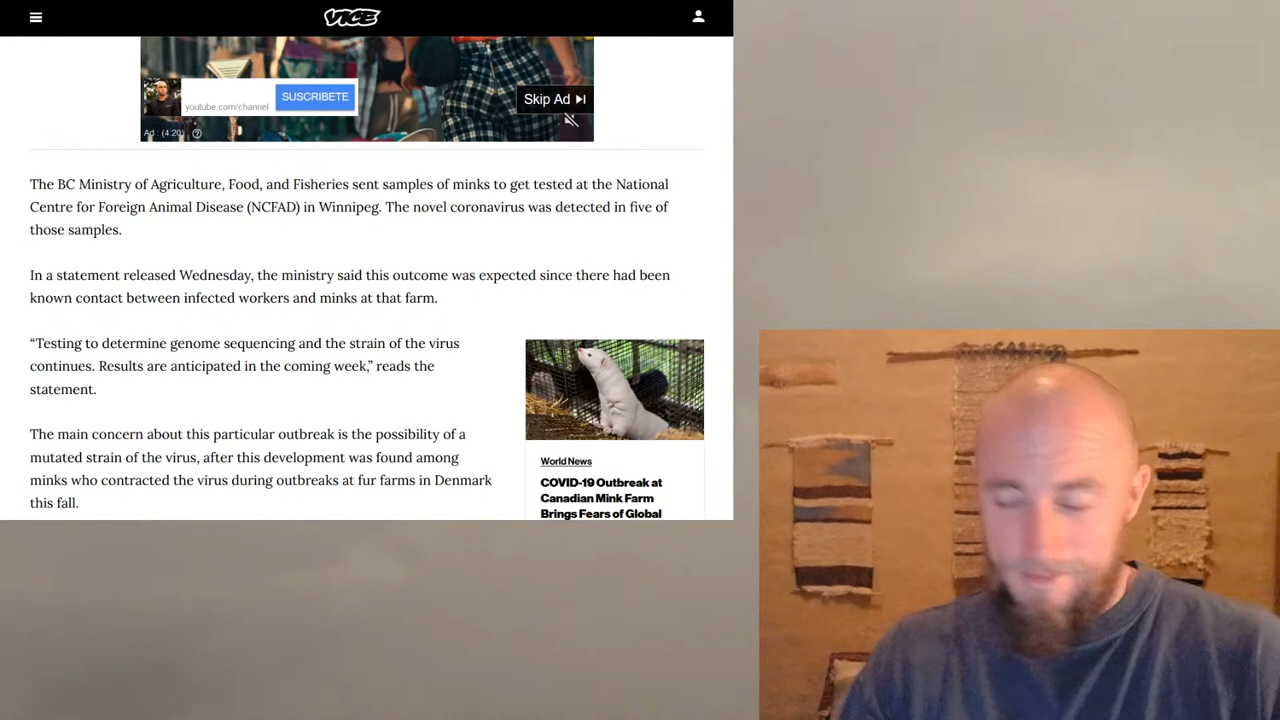 VICE
youtube.com/channel
SUSCRIBETE
Skip Ad
Ad : (4:20)
The BC Ministry of Agriculture, Food, and Fisheries sent samples of minks to get tested at the National
Centre for Foreign Animal Disease (NCFAD) in Winnipeg. The novel coronavirus was detected in five of
those samples.
In a statement released Wednesday, the ministry said this outcome was expected since there had been
known contact between infected workers and minks at that farm.
“Testing to determine genome sequencing and the strain of the virus
continues. Results are anticipated in the coming week,” reads the
statement.
The main concern about this particular outbreak is the possibility of a
mutated strain of the virus, after this development was found among
minks who contracted the virus during outbreaks at fur farms in Denmark
this fall.
World News
COVID-19 Outbreak at
Canadian Mink Farm
Brings Fears of Global